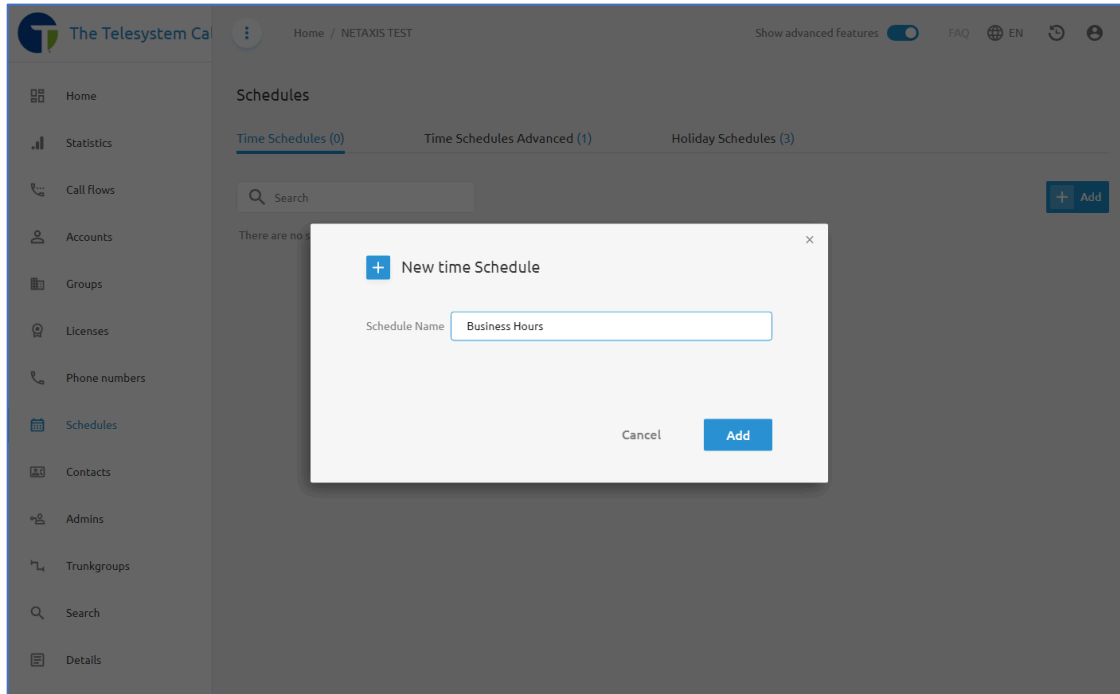 The Telesystem Cal
Home / NETAXIS TEST
Show advanced features
FAQ
EN
Home
Statistics
Call flows
Accounts
Groups
Licenses
Phone numbers
Schedules
Contacts
Admins
Trunkgroups
Search
Details
Schedules
Time Schedules (0)
Time Schedules Advanced (1)
Holiday Schedules (3)
Search
+ Add
There are no s
×
+ New time Schedule
Schedule Name
Business Hours
Cancel
Add